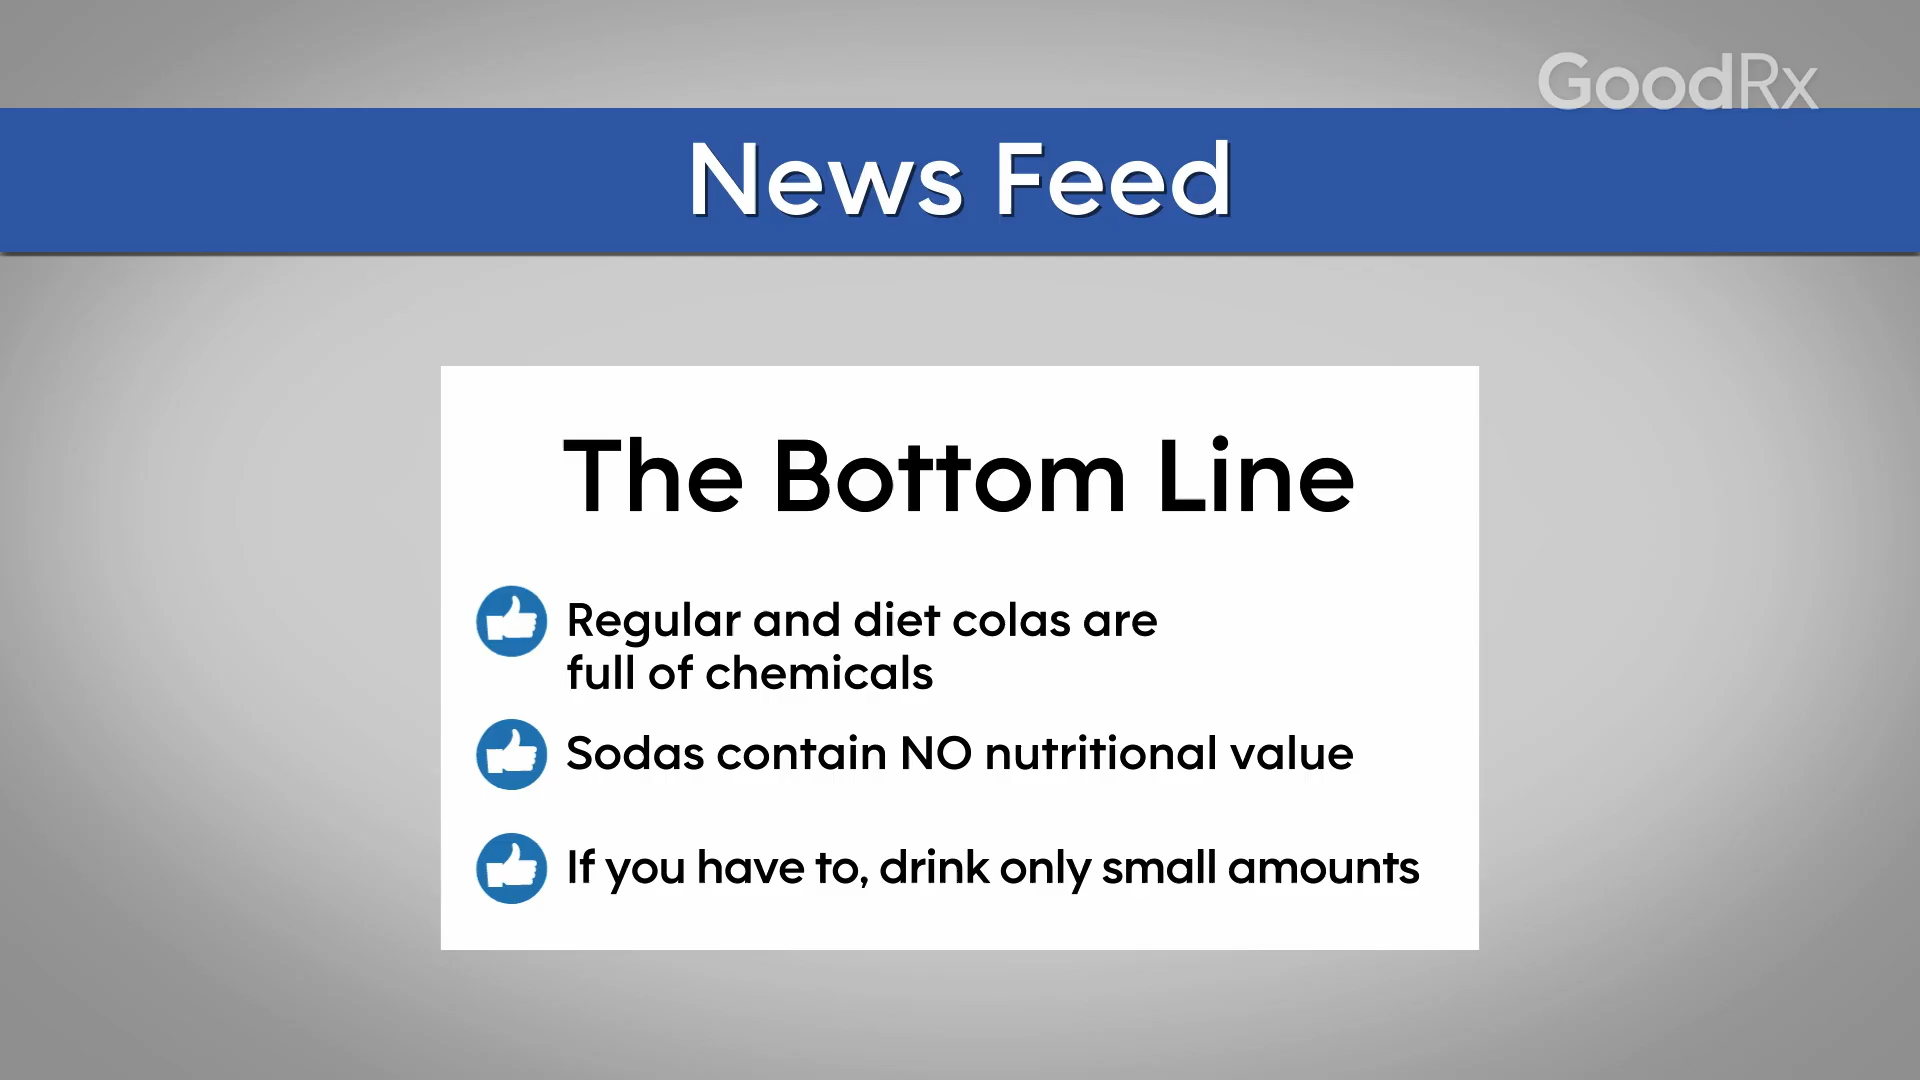 GoodRx
News Feed
The Bottom Line
Regular and diet colas are
full of chemicals
Sodas contain NO nutritional value
If you have to, drink only small amounts